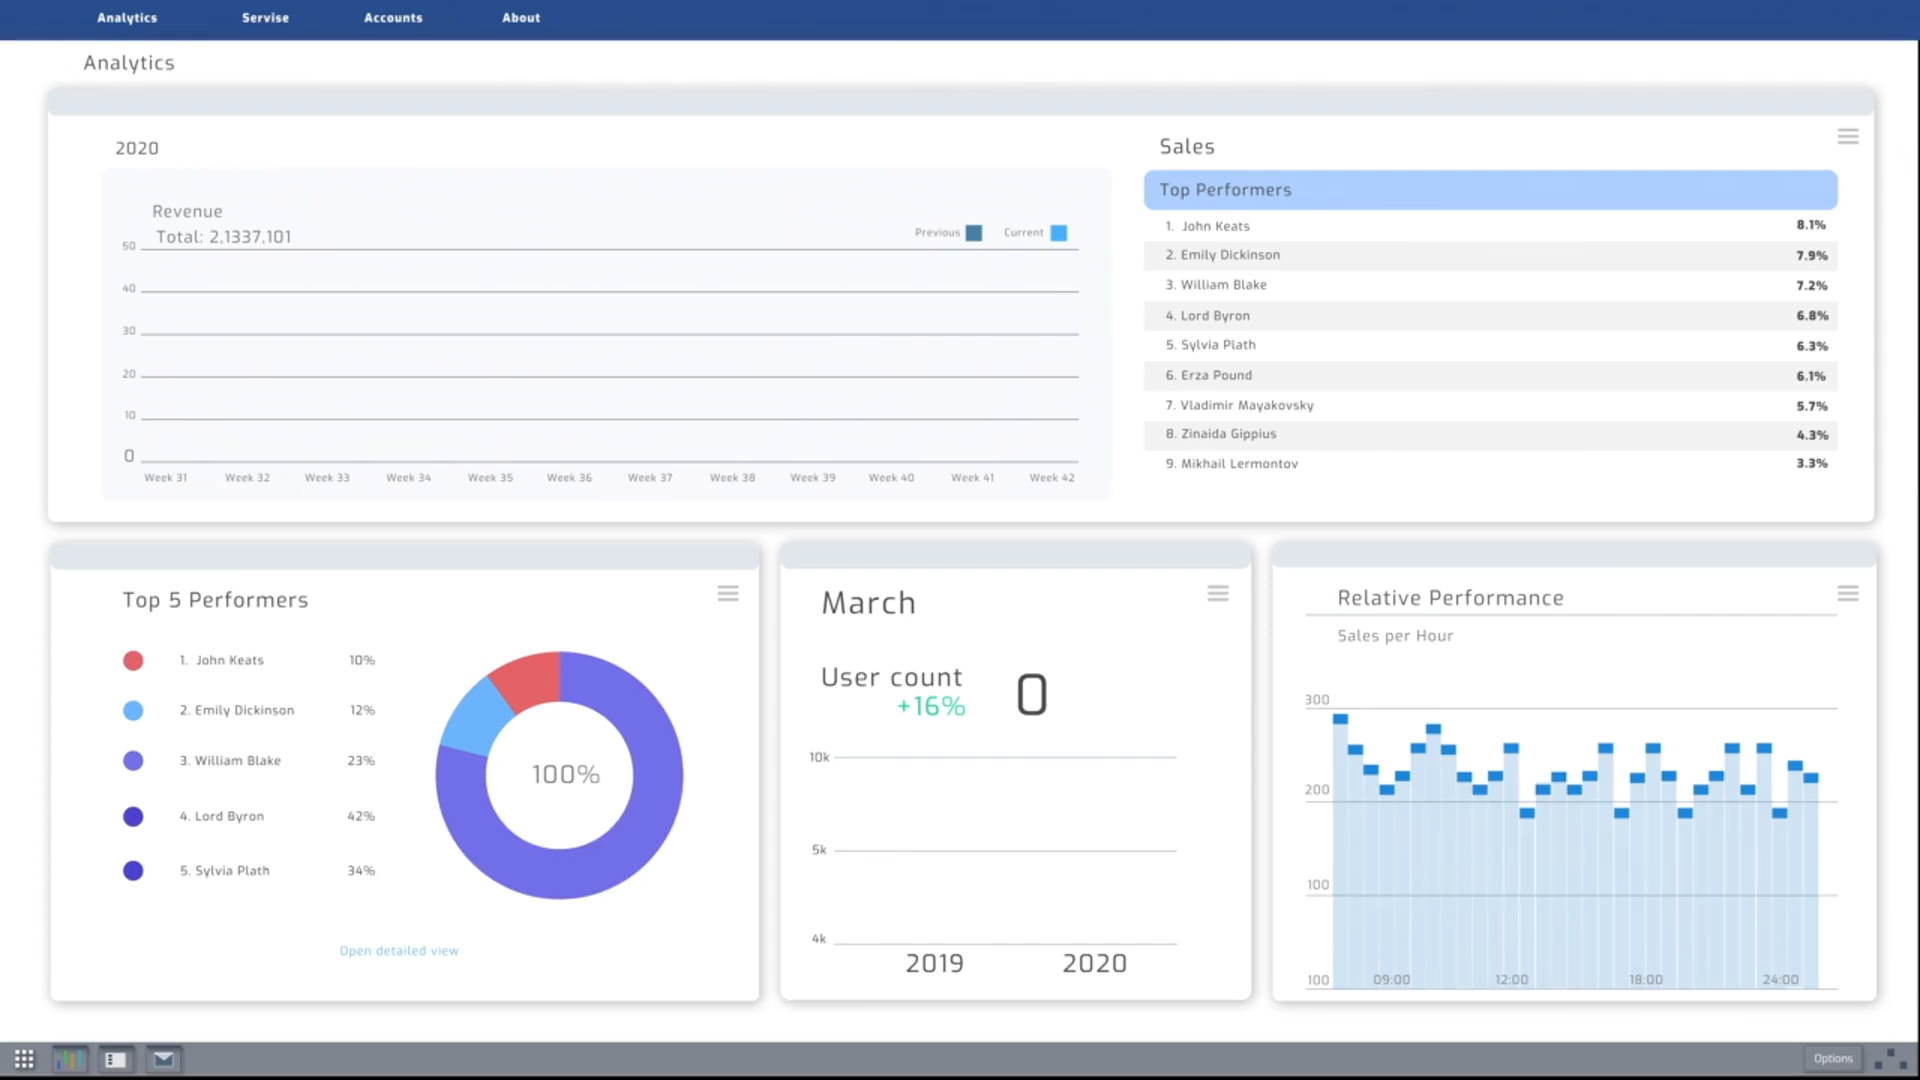 Analytics Servise Accounts About
Analytics
2020
Revenue
Total: 2,1337,101
Previous Current
50
40
30
20
10
0
Week 31 Week 32 Week 33 Week 34 Week 35 Week 36 Week 37 Week 38 Week 39 Week 40 Week 41 Week 42
Sales
Top Performers
1. John Keats 8.1%
2. Emily Dickinson 7.9%
3. William Blake 7.2%
4. Lord Byron 6.8%
5. Sylvia Plath 6.3%
6. Erza Pound 6.1%
7. Vladimir Mayakovsky 5.7%
8. Zinaida Gippius 4.3%
9. Mikhail Lermontov 3.3%
Top 5 Performers
1. John Keats 10%
2. Emily Dickinson 12%
3. William Blake 23%
4. Lord Byron 42%
5. Sylvia Plath 34%
100%
Open detailed view
March
User count 0
+16%
10k
5k
4k
2019 2020
Relative Performance
Sales per Hour
300
200
100
100 09:00 12:00 18:00 24:00
Options